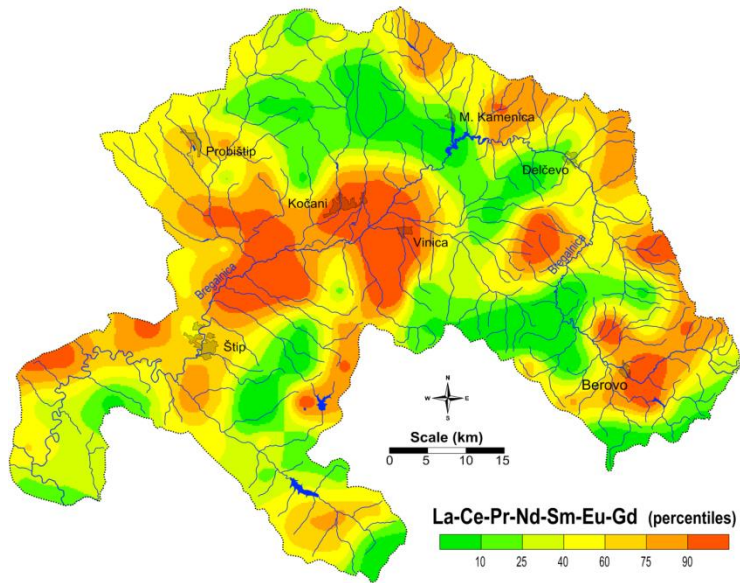 M. Kamenica
Probištip
Delčevo
Kočani
Vinica
Bregalnica
Bregalnica
Štip
Berovo
N
W E
S
Scale (km)
0 5 10 15
La-Ce-Pr-Nd-Sm-Eu-Gd (percentiles)
10 25 40 60 75 90